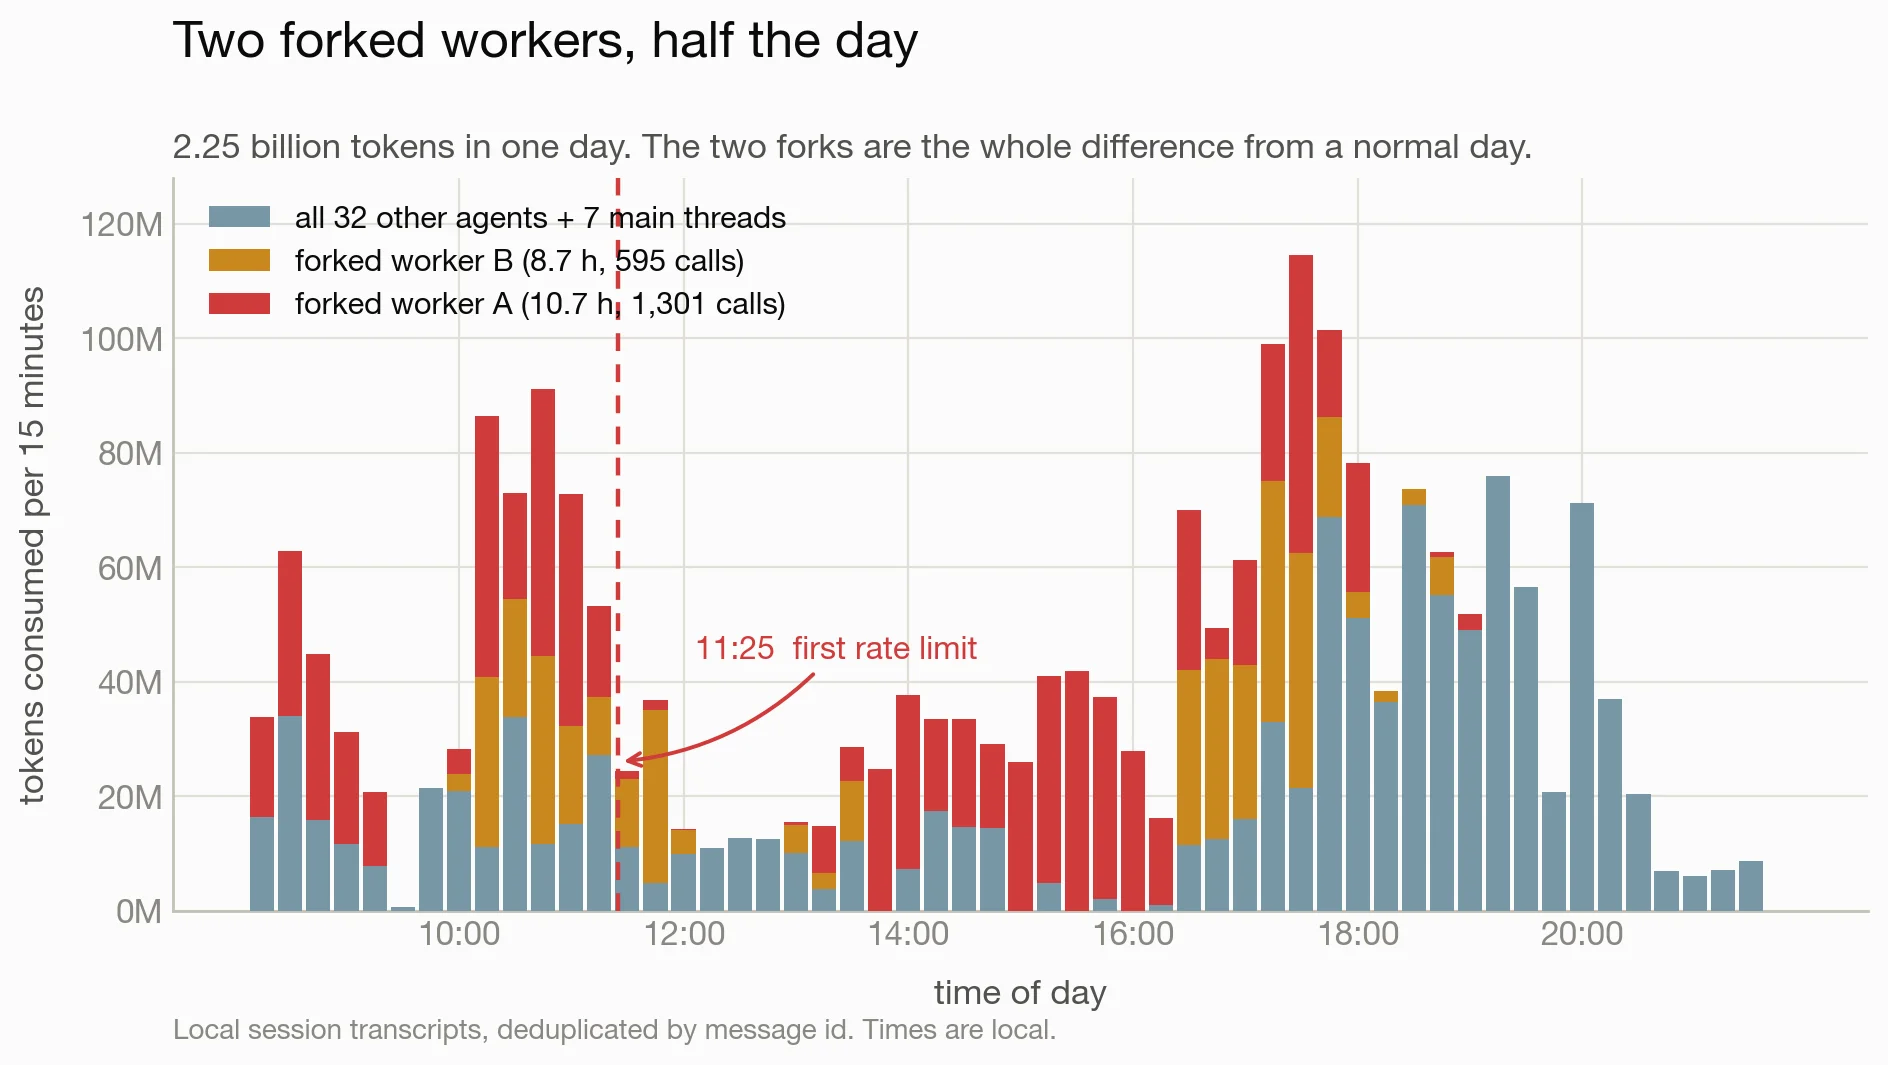 Two forked workers, half the day
2.25 billion tokens in one day. The two forks are the whole difference from a normal day.
all 32 other agents + 7 main threads
forked worker B (8.7 h, 595 calls)
forked worker A (10.7 h, 1,301 calls)
tokens consumed per 15 minutes
120M
100M
80M
60M
40M
20M
0M
11:25  first rate limit
10:00
12:00
14:00
16:00
18:00
20:00
time of day
Local session transcripts, deduplicated by message id. Times are local.